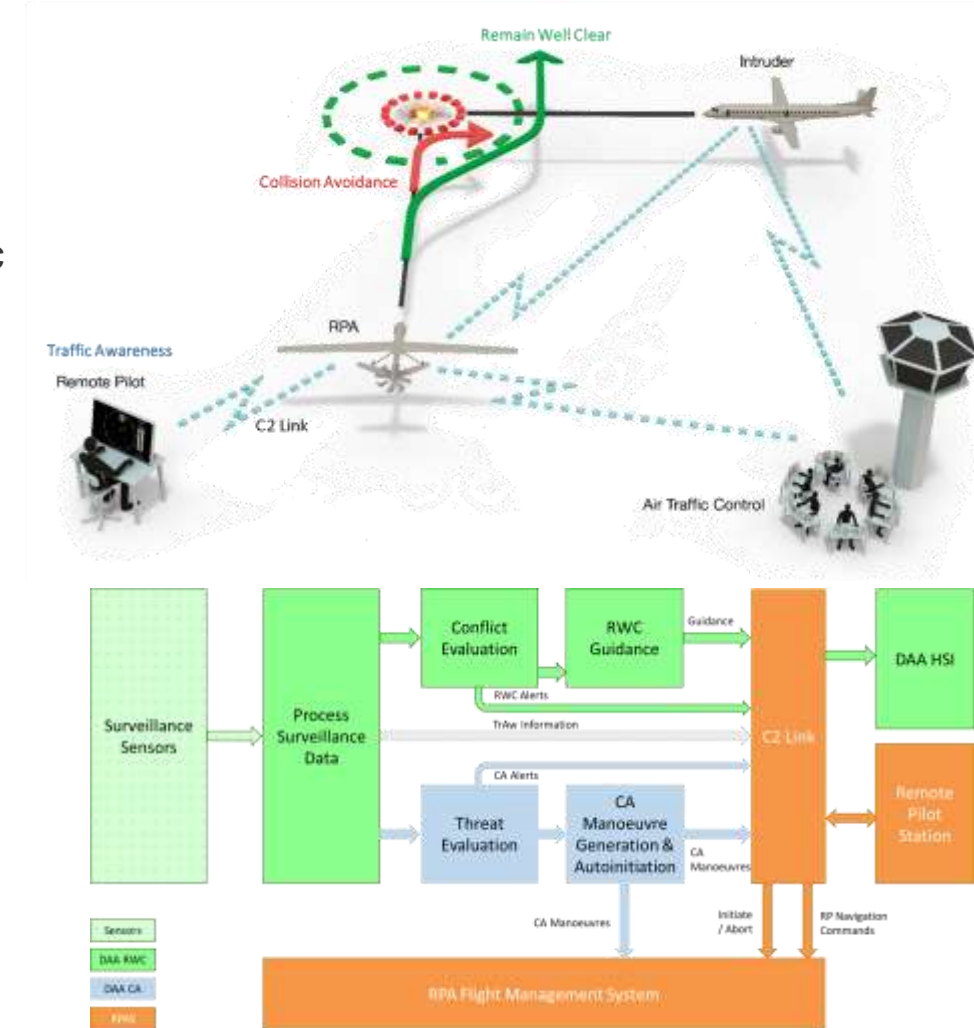 Remain Well Clear
Intruder
Collision Avoidance
c
RPA
Traffic Awareness
Remote Pilot
C2 Link
Air Traffic Control
Conflict
Evaluation
RWC
Guidance
Guidance
DAA HSI
RWC Alerts
Surveillance
Sensors
Process
Surveillance
Data
TrAw Information
C2 Link
CA Alerts
Threat
Evaluation
CA
Manoeuvre
Generation &
Autoinitiation
CA
Manoeuvres
Remote
Pilot
Station
CA Manoeuvres
Initiate
/ Abort
RP Navigation
Commands
Sensors
DAA RWC
DAA CA
RPAS
RPA Flight Management System